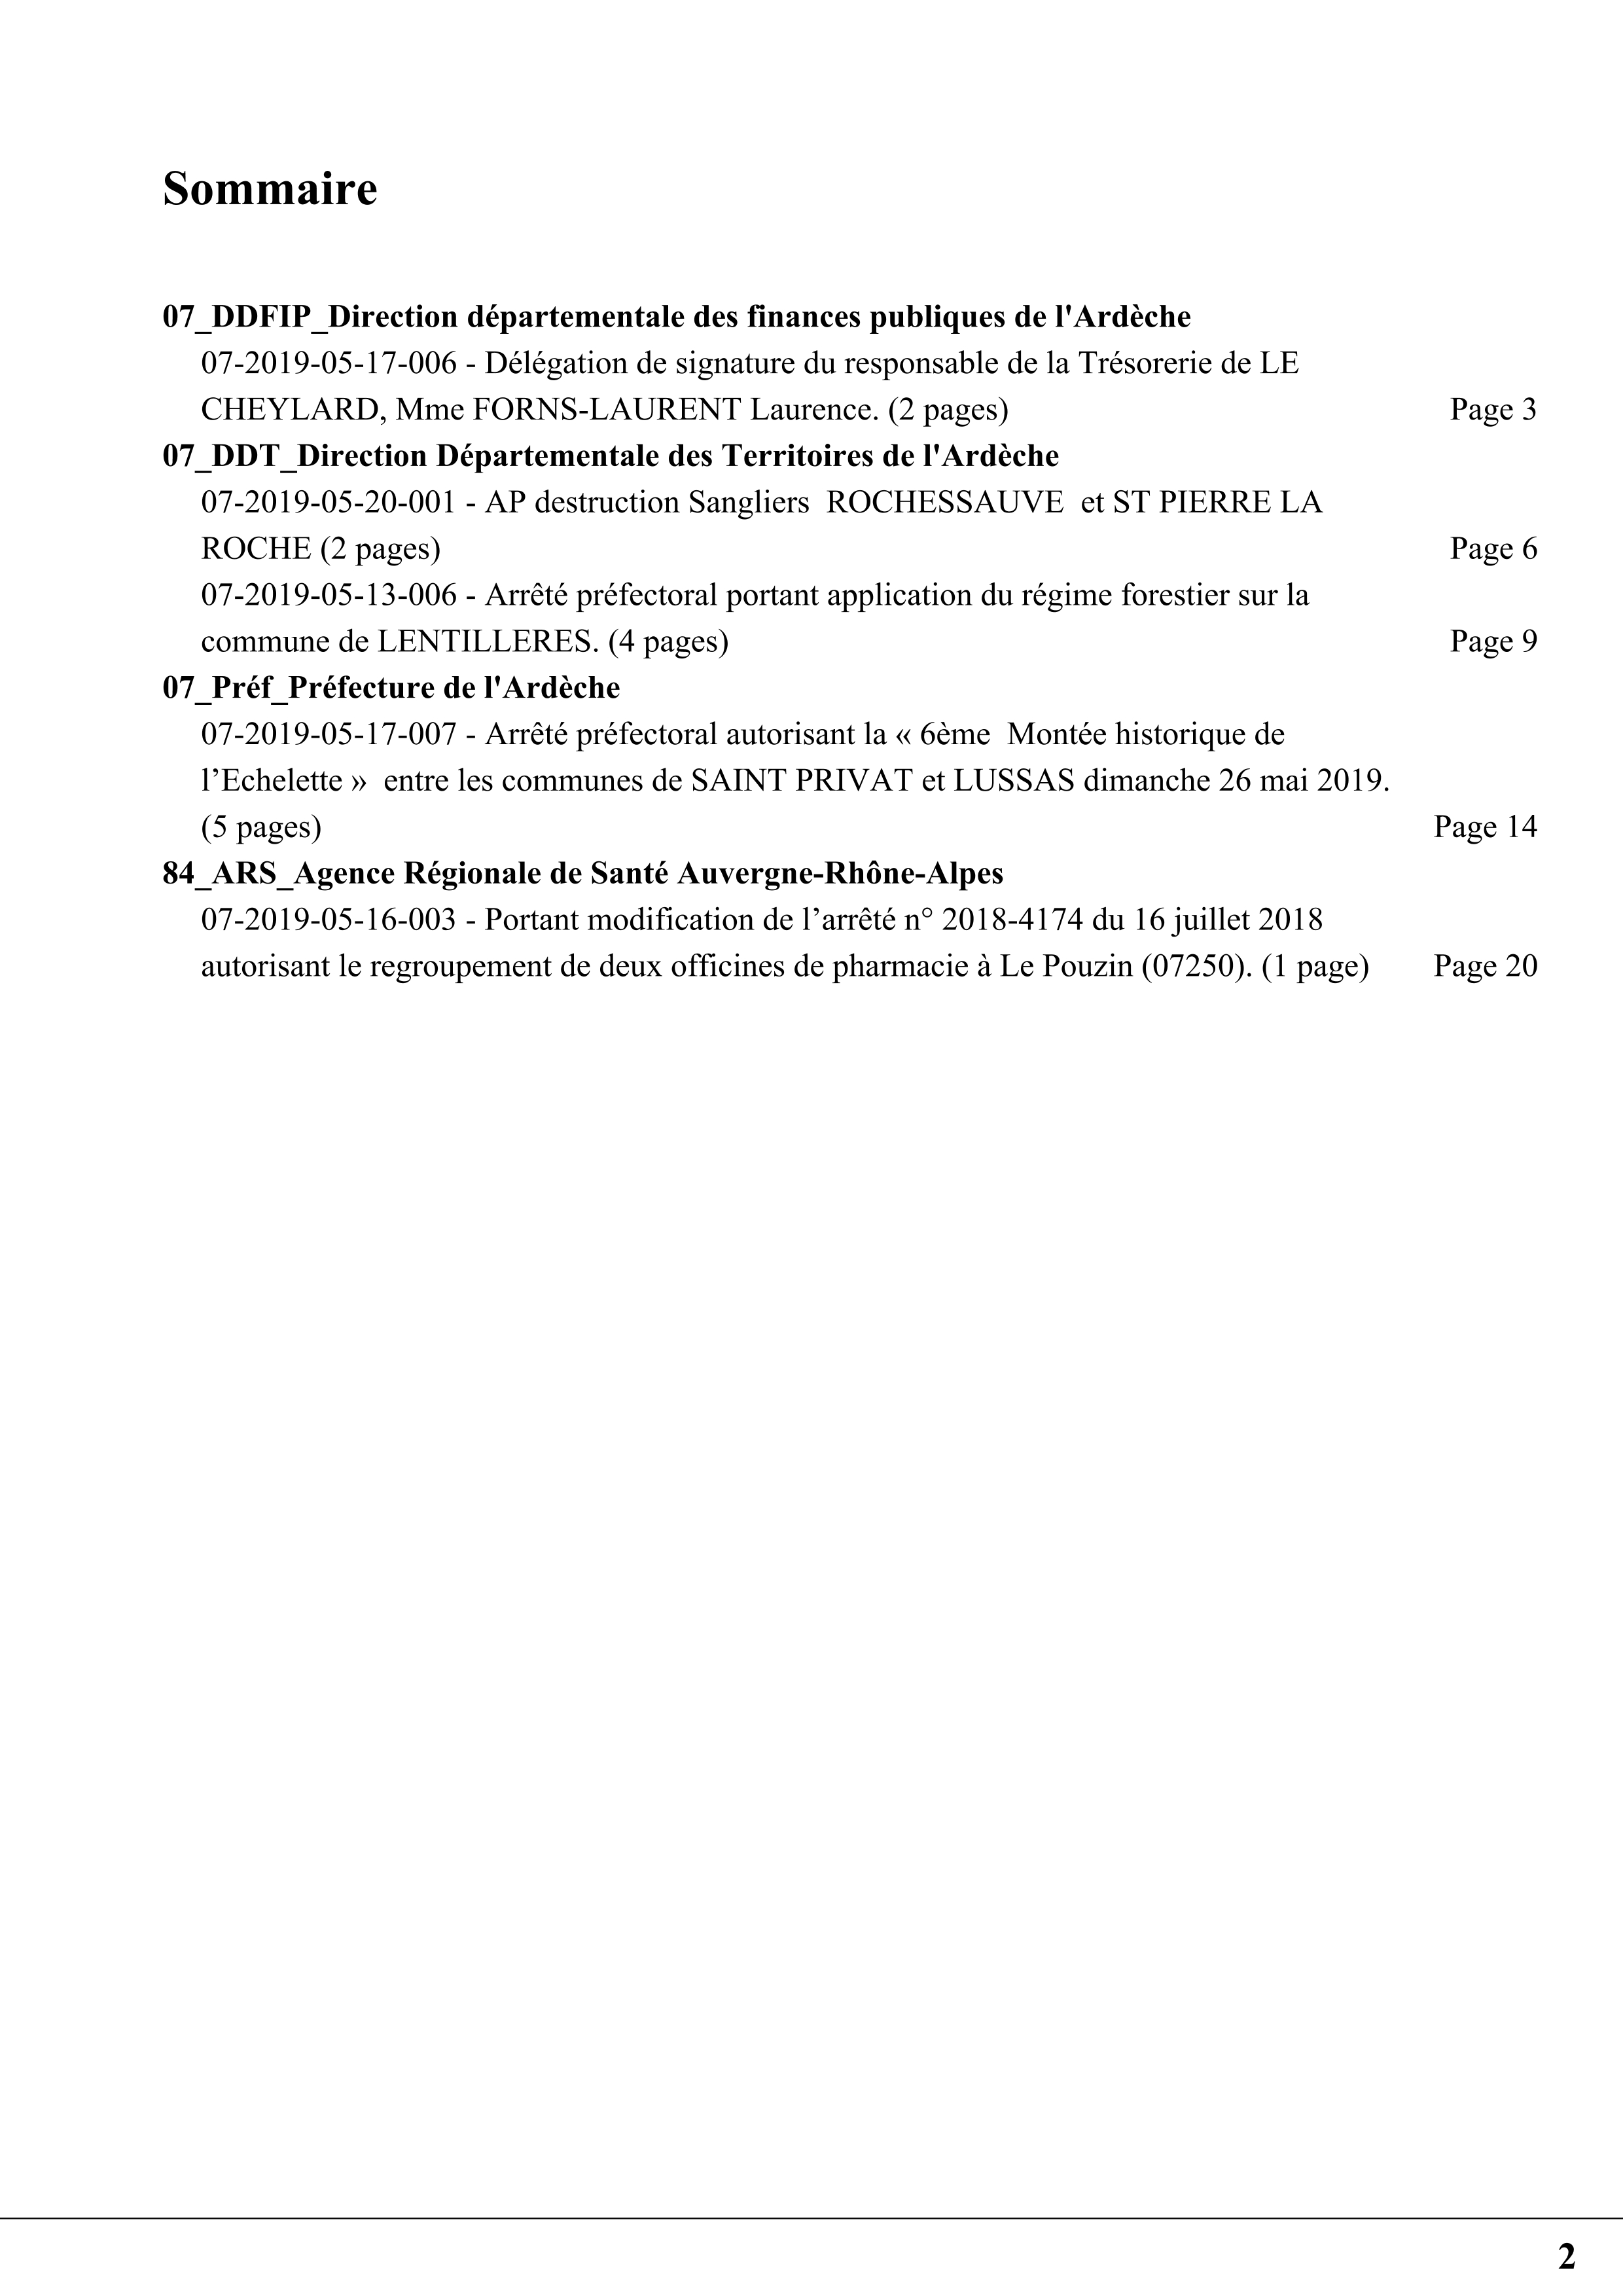 Sommaire
07_DDFIP_Direction départementale des finances publiques de l'Ardèche
07-2019-05-17-006 - Délégation de signature du responsable de la Trésorerie de LE
CHEYLARD, Mme FORNS-LAURENT Laurence. (2 pages) Page 3
07_DDT_Direction Départementale des Territoires de l'Ardèche
07-2019-05-20-001 - AP destruction Sangliers  ROCHESSAUVE  et ST PIERRE LA
ROCHE (2 pages) Page 6
07-2019-05-13-006 - Arrêté préfectoral portant application du régime forestier sur la
commune de LENTILLERES. (4 pages) Page 9
07_Préf_Préfecture de l'Ardèche
07-2019-05-17-007 - Arrêté préfectoral autorisant la « 6ème  Montée historique de
l’Echelette »  entre les communes de SAINT PRIVAT et LUSSAS dimanche 26 mai 2019.
(5 pages) Page 14
84_ARS_Agence Régionale de Santé Auvergne-Rhône-Alpes
07-2019-05-16-003 - Portant modification de l’arrêté n° 2018-4174 du 16 juillet 2018
autorisant le regroupement de deux officines de pharmacie à Le Pouzin (07250). (1 page) Page 20
2